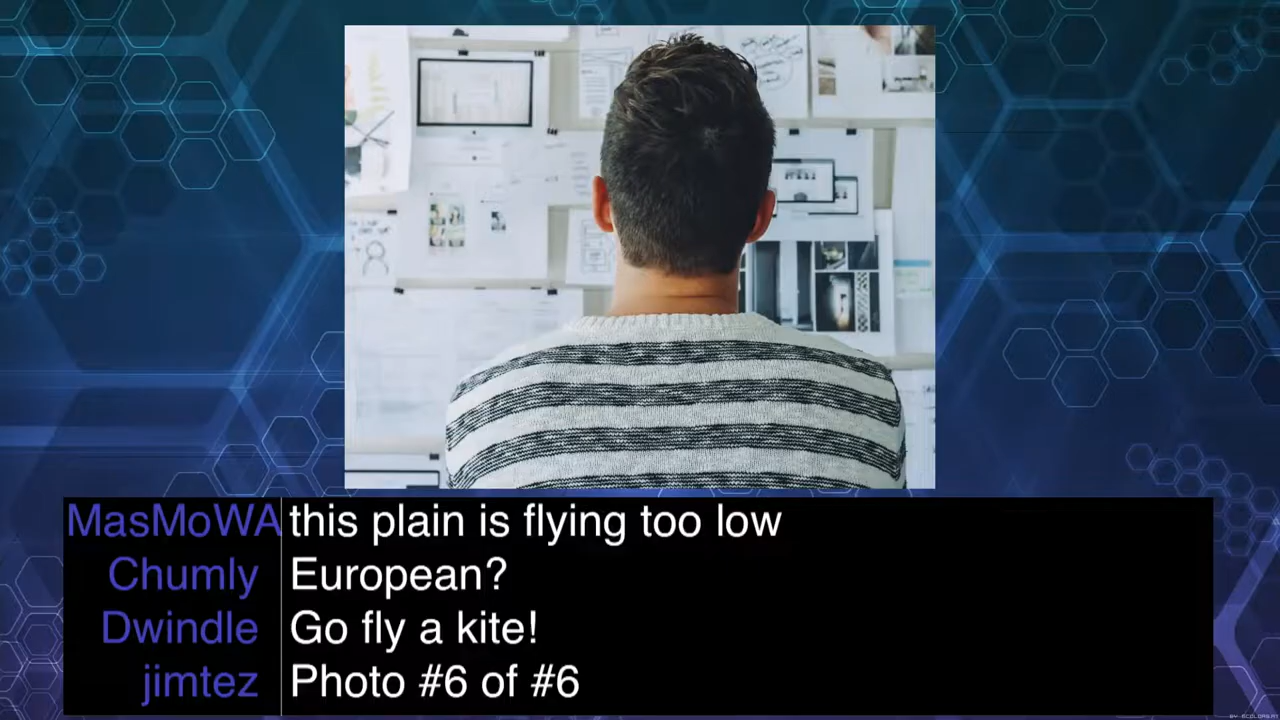 MasMoWA this plain is flying too low
Chumly European?
Dwindle Go fly a kite!
jimtez Photo #6 of #6